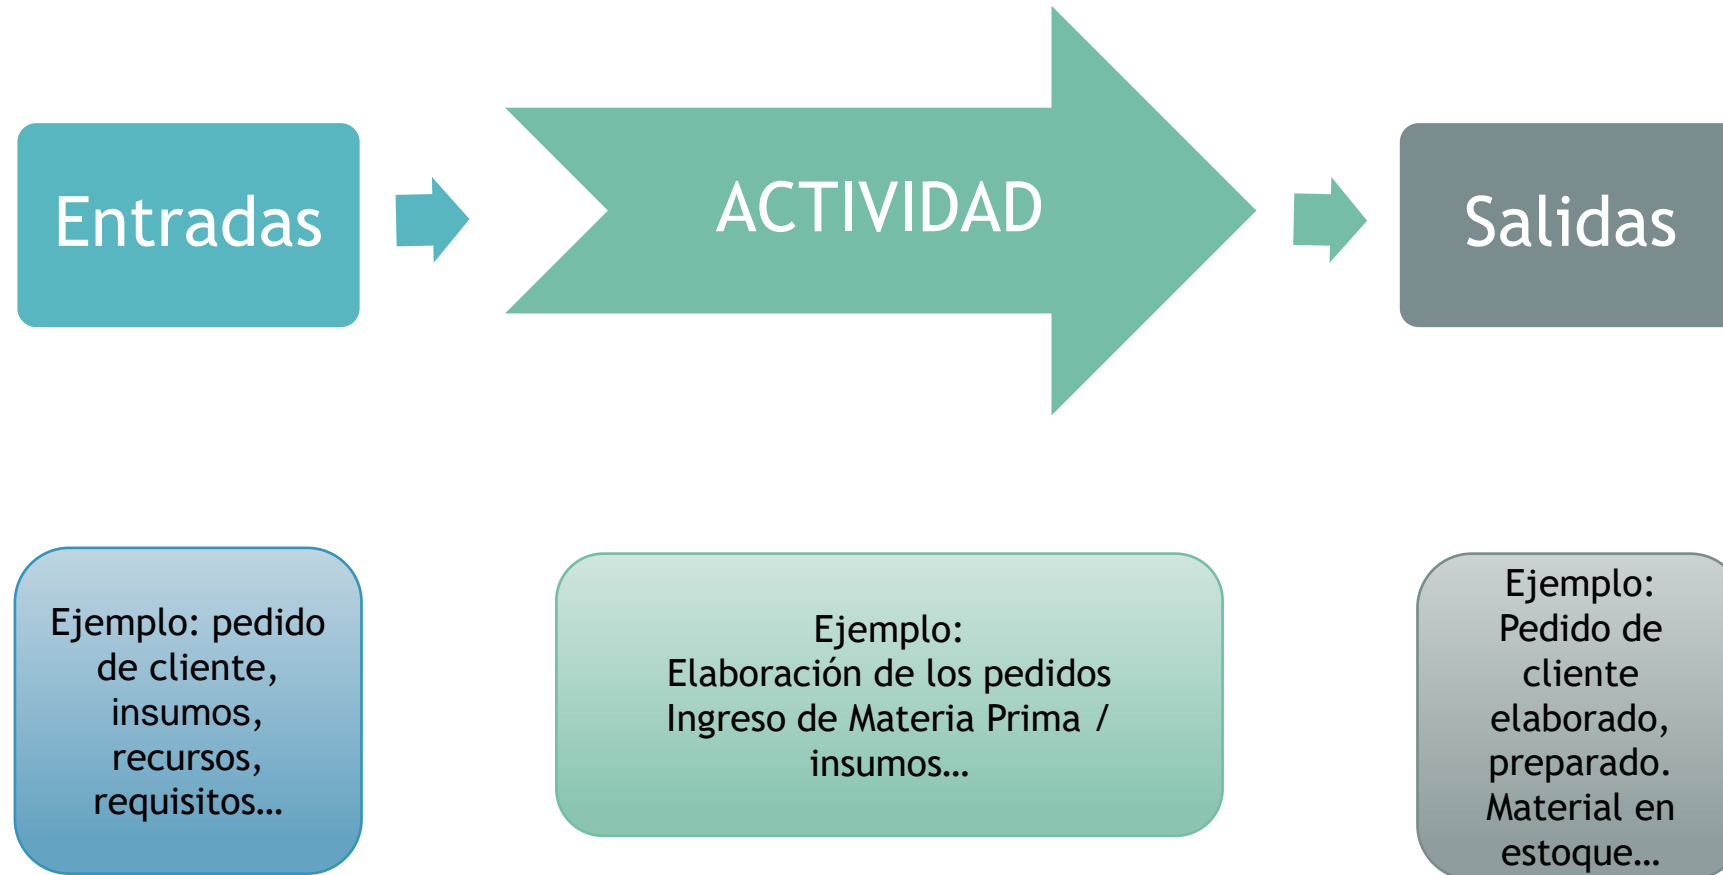 Entradas
ACTIVIDAD
Salidas
Ejemplo: pedido
de cliente,
insumos,
recursos,
requisitos…
Ejemplo:
Elaboración de los pedidos
Ingreso de Materia Prima /
insumos…
Ejemplo:
Pedido de
cliente
elaborado,
preparado.
Material en
estoque…